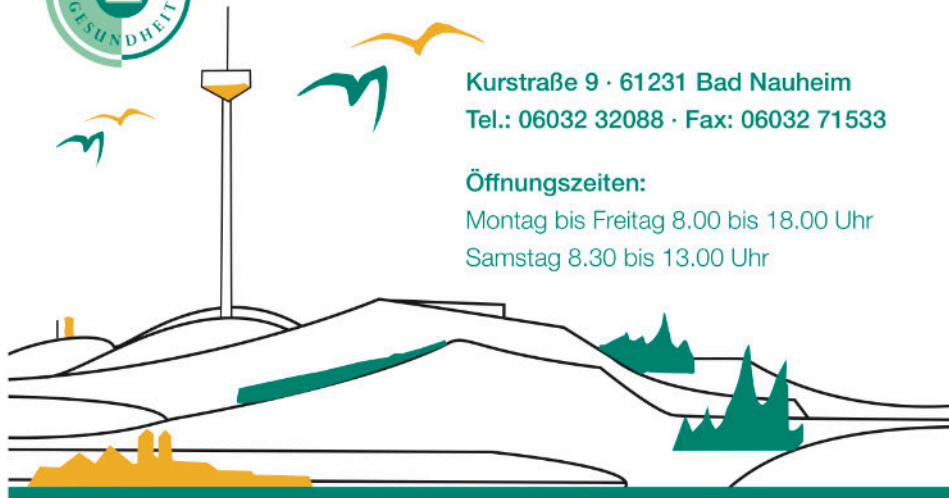 GESUNDHEIT
Kurstraße 9 · 61231 Bad Nauheim
Tel.: 06032 32088 · Fax: 06032 71533
Öffnungszeiten:
Montag bis Freitag 8.00 bis 18.00 Uhr
Samstag 8.30 bis 13.00 Uhr